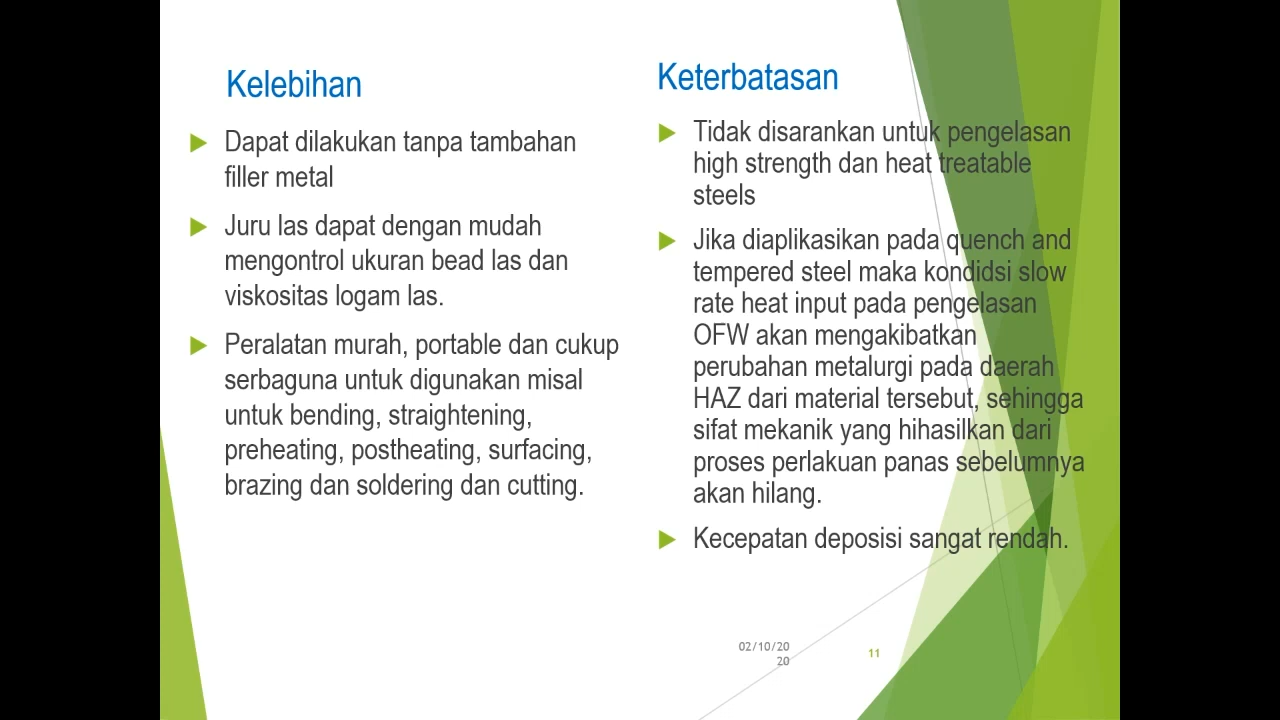 Kelebihan
Dapat dilakukan tanpa tambahan
filler metal
Juru las dapat dengan mudah
mengontrol ukuran bead las dan
viskositas logam las.
Peralatan murah, portable dan cukup
serbaguna untuk digunakan misal
untuk bending, straightening,
preheating, postheating, surfacing,
brazing dan soldering dan cutting.
Keterbatasan
Tidak disarankan untuk pengelasan
high strength dan heat treatable
steels
Jika diaplikasikan pada quench and
tempered steel maka kondidsi slow
rate heat input pada pengelasan
OFW akan mengakibatkan
perubahan metalurgi pada daerah
HAZ dari material tersebut, sehingga
sifat mekanik yang hihasilkan dari
proses perlakuan panas sebelumnya
akan hilang.
Kecepatan deposisi sangat rendah.
02/10/20
20
11